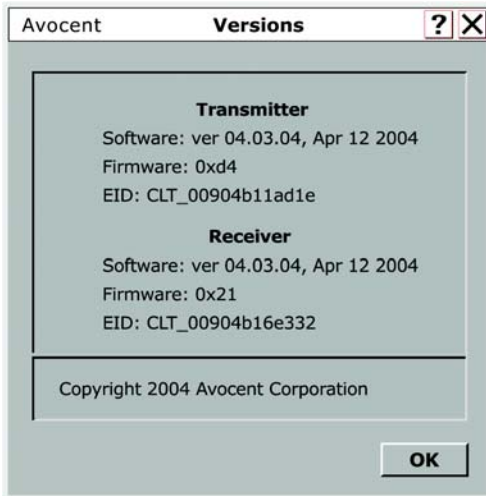 Avocent Versions ? X
Transmitter
Software: ver 04.03.04, Apr 12 2004
Firmware: 0xd4
EID: CLT_00904b11ad1e
Receiver
Software: ver 04.03.04, Apr 12 2004
Firmware: 0x21
EID: CLT_00904b16e332
Copyright 2004 Avocent Corporation
OK